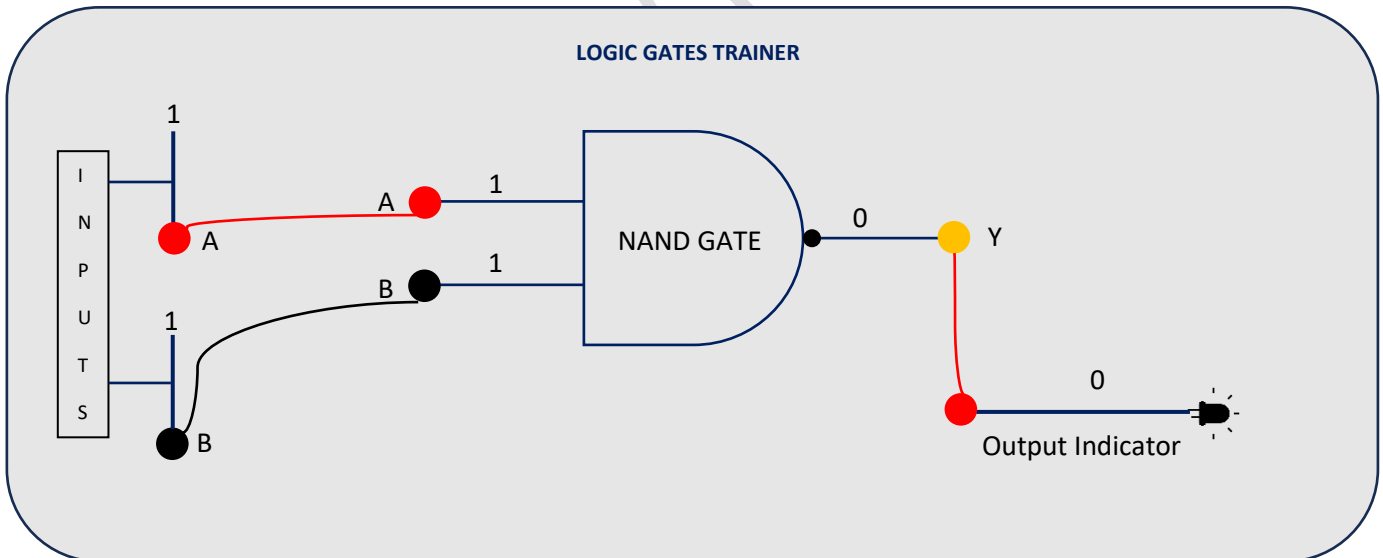 LOGIC GATES TRAINER
I
N
P
U
T
S
1
A
1
B
A
1
B
1
NAND GATE
0
Y
0
Output Indicator